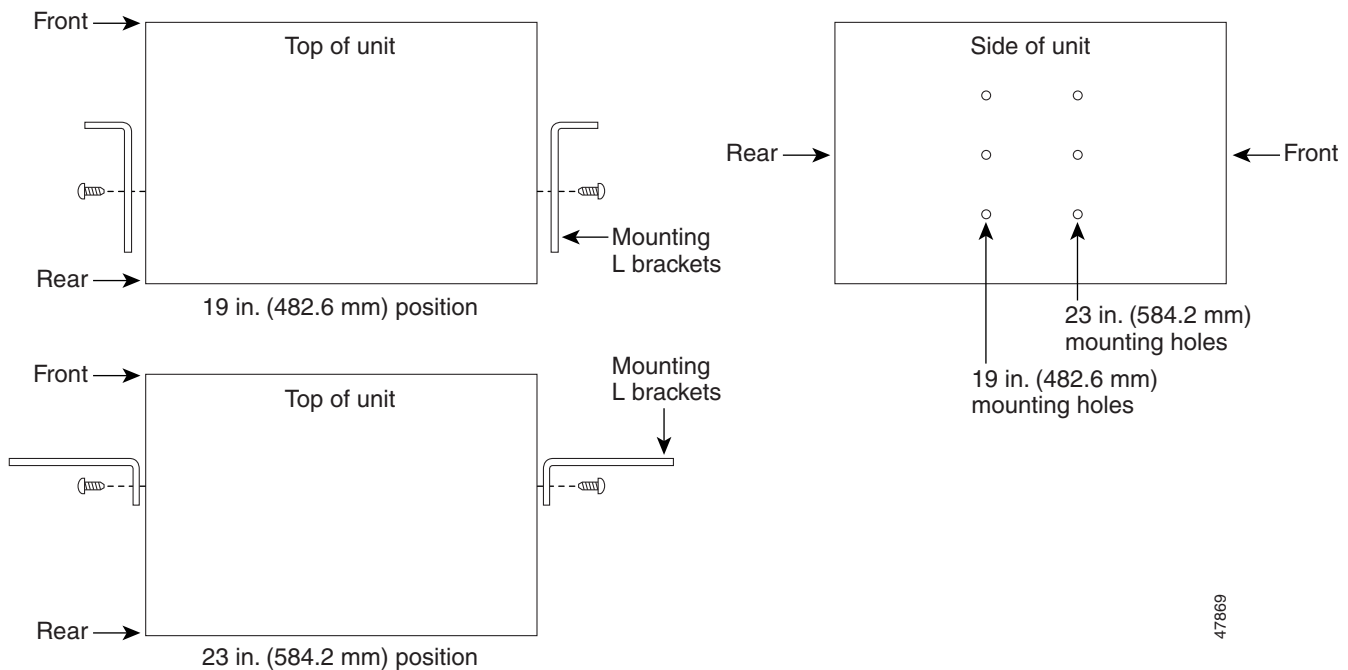 Front
Top of unit
Mounting
L brackets
Rear
19 in. (482.6 mm) position
Side of unit
Rear
Front
23 in. (584.2 mm)
mounting holes
19 in. (482.6 mm)
mounting holes
Front
Top of unit
Mounting
L brackets
Rear
23 in. (584.2 mm) position
47869